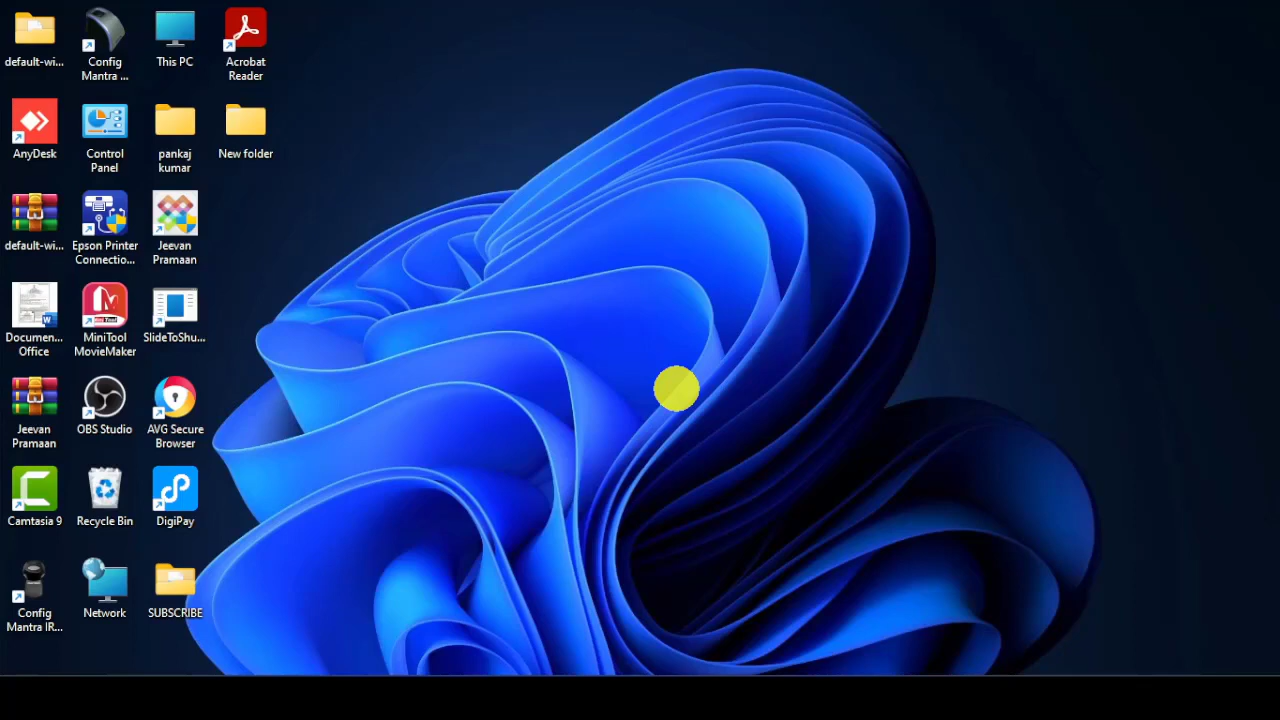 default-wi...
Config
Mantra ...
This PC
Acrobat
Reader
AnyDesk
Control
Panel
pankaj
kumar
New folder
default-wi...
Epson Printer
Connectio...
Jeevan
Pramaan
Documen...
Office
MiniTool
MovieMaker
SlideToShu...
Jeevan
Pramaan
OBS Studio
AVG Secure
Browser
Camtasia 9
Recycle Bin
DigiPay
Config
Mantra IR...
Network
SUBSCRIBE